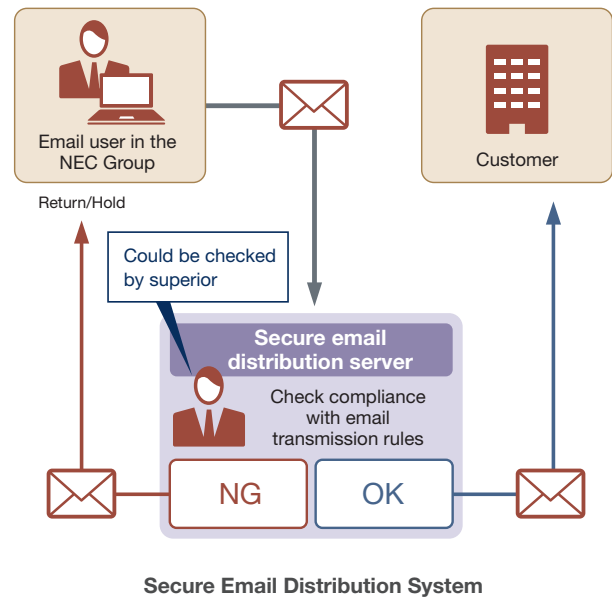 Email user in the
NEC Group
Customer
Return/Hold
Could be checked
by superior
Secure email
distribution server
Check compliance
with email
transmission rules
NG
OK
Secure Email Distribution System